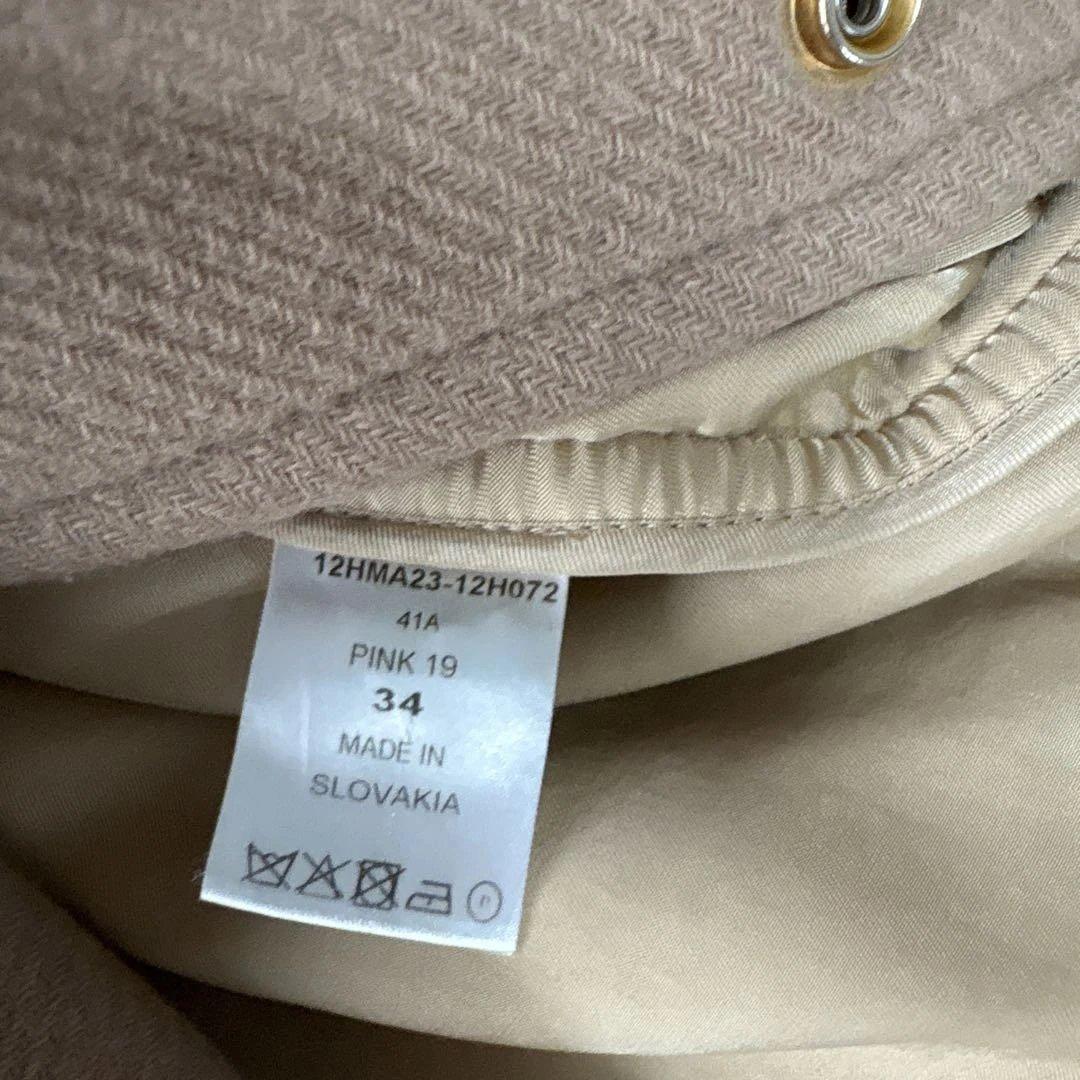 12HMA23-12H072
41A
PINK 19
34
MADE IN
SLOVAKIA
P